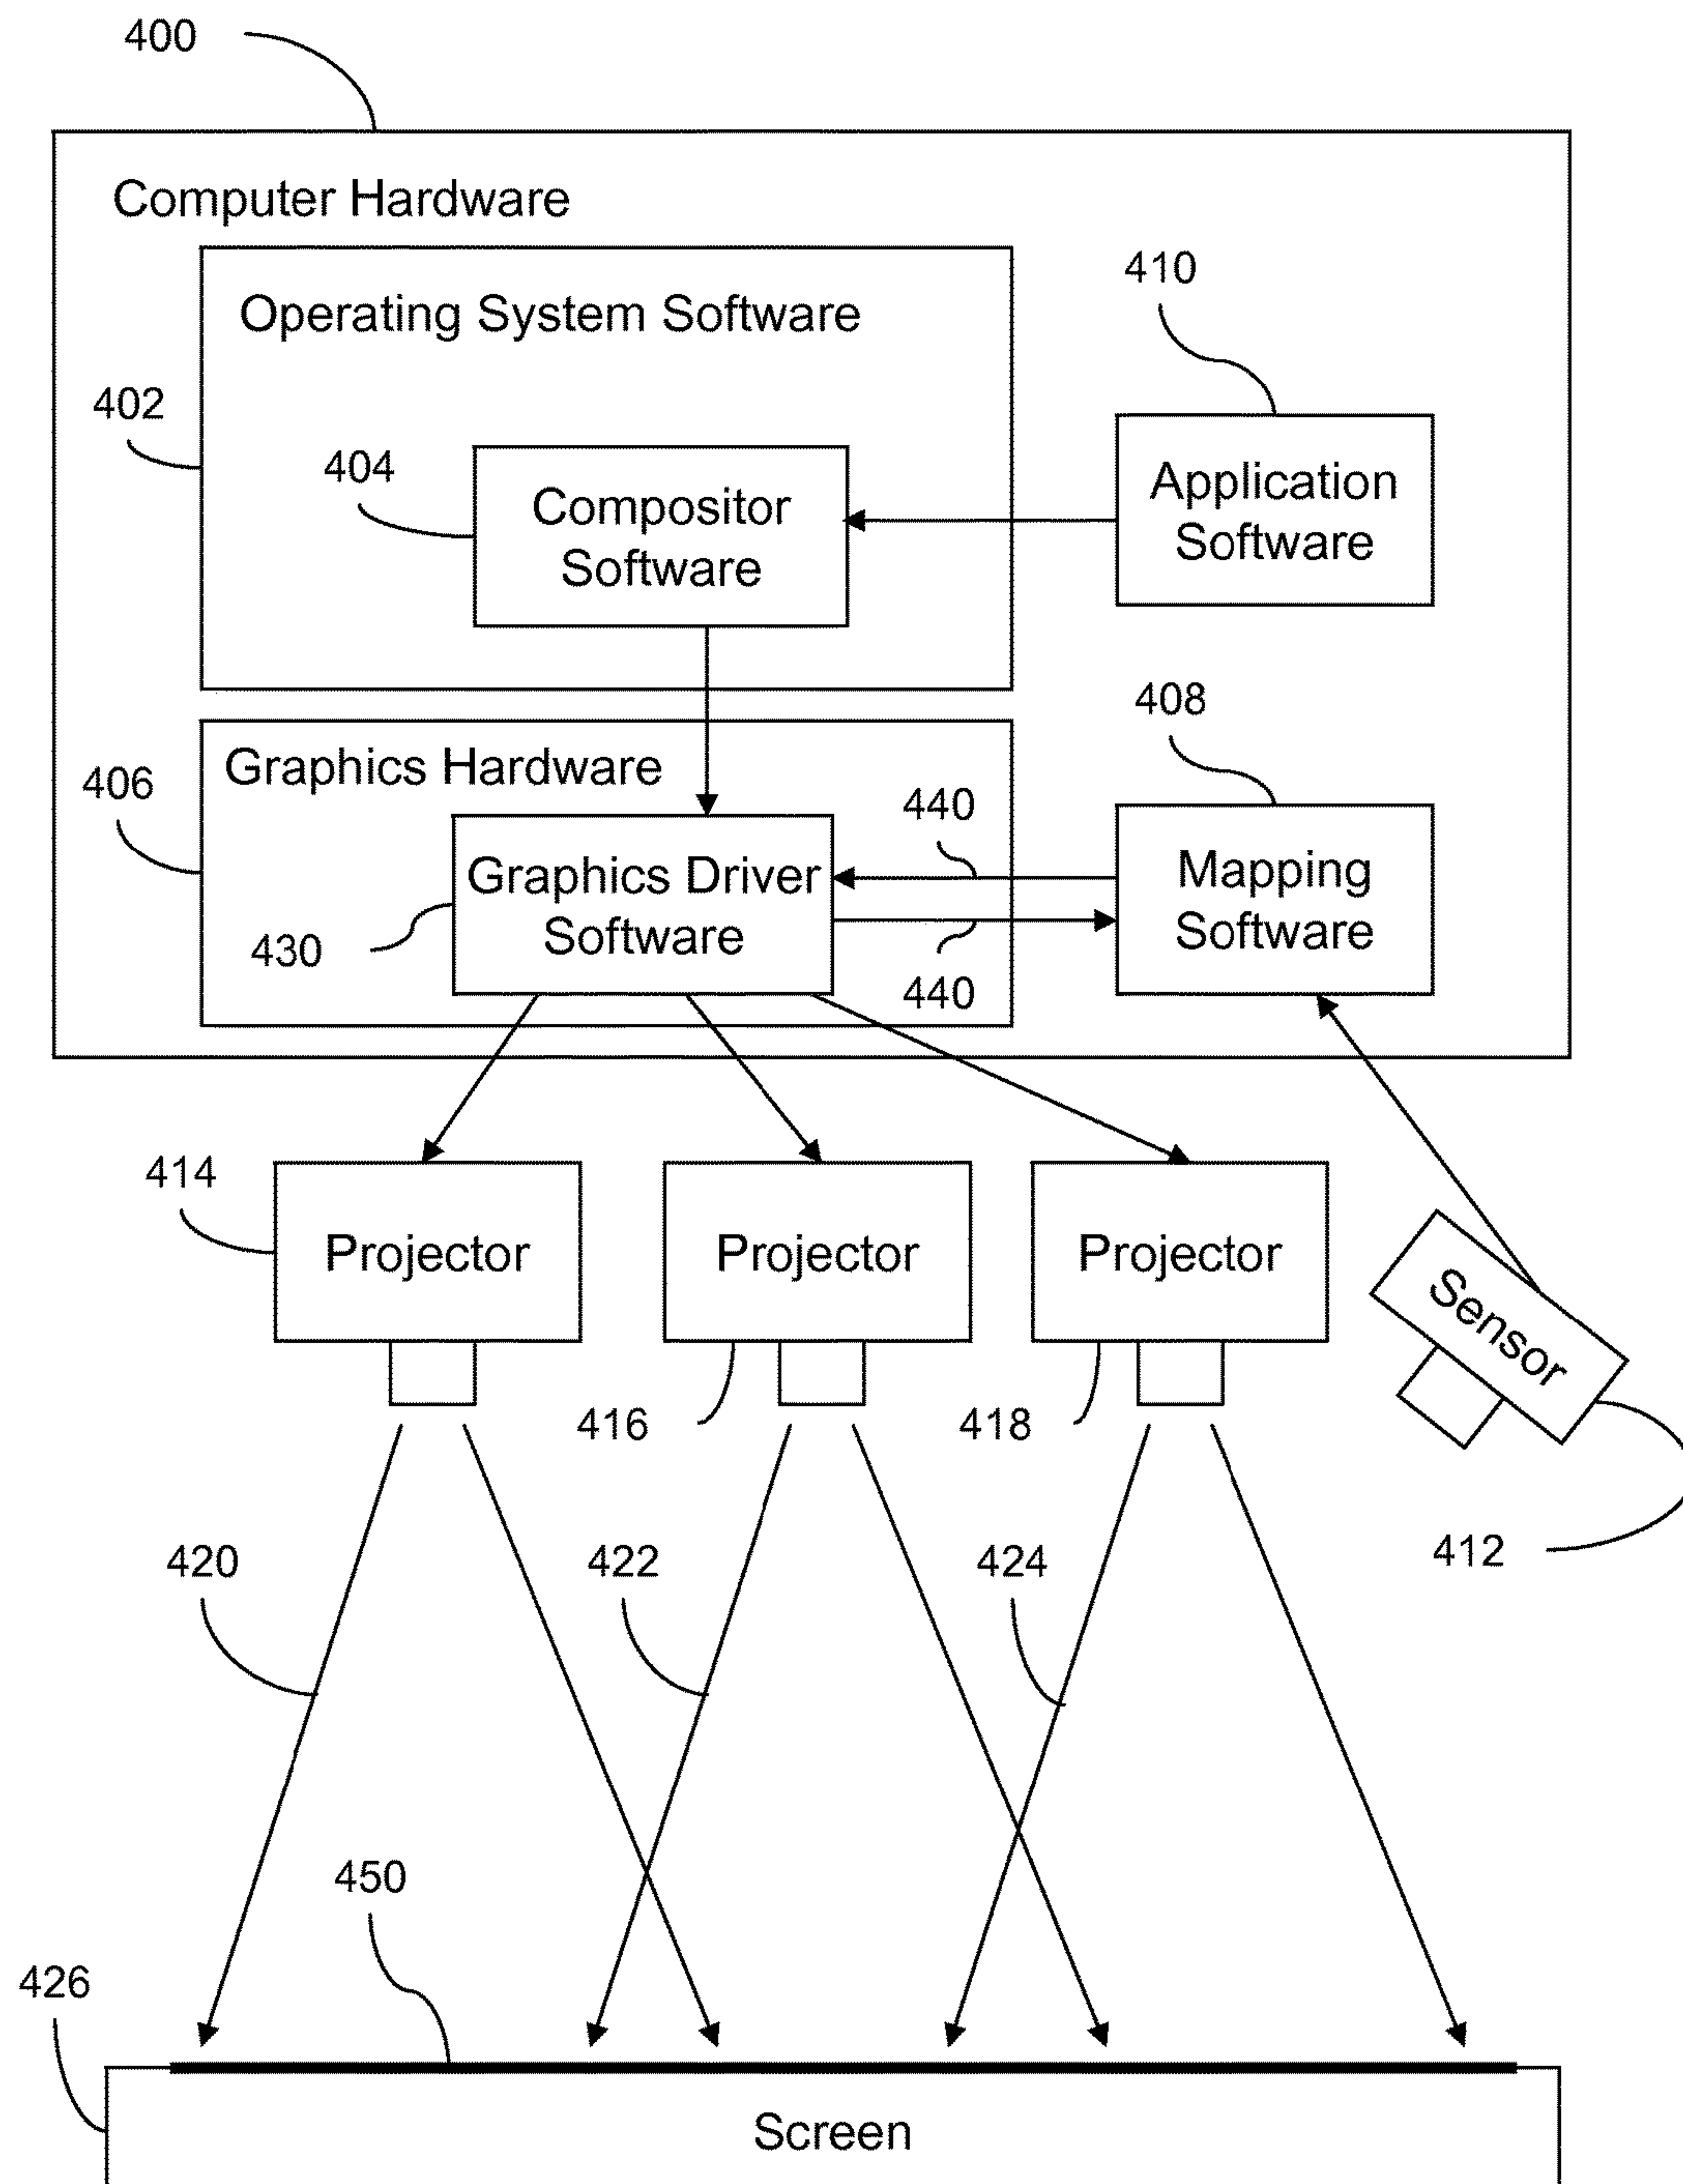 400
Computer Hardware
Operating System Software
410
402
404
Compositor
Software
Application
Software
408
Graphics Hardware
406
440
Graphics Driver
Software
Mapping
Software
430
440
414
Projector
Projector
Projector
Sensor
416
418
412
420
422
424
450
426
Screen